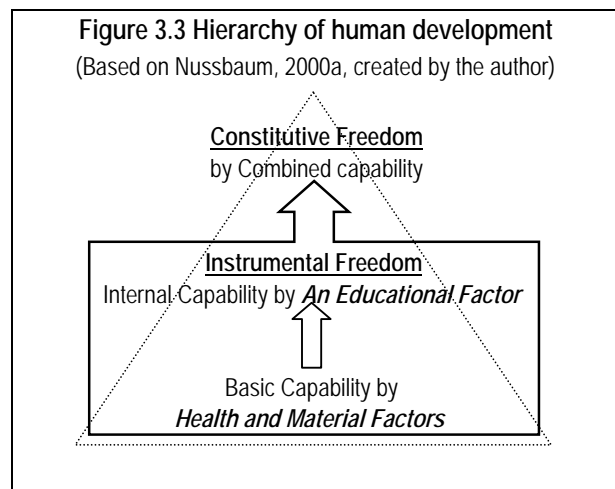 Figure 3.3 Hierarchy of human development
(Based on Nussbaum, 2000a, created by the author)
Constitutive Freedom
by Combined capability
Instrumental Freedom
Internal Capability by An Educational Factor
Basic Capability by
Health and Material Factors